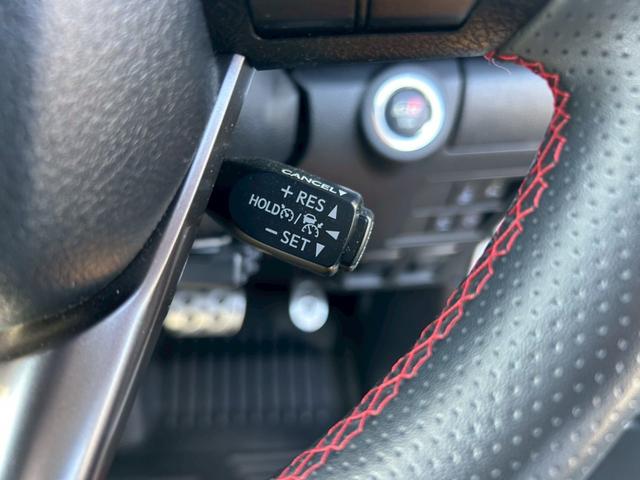 CANCEL
+ RES
HOLD /
− SET